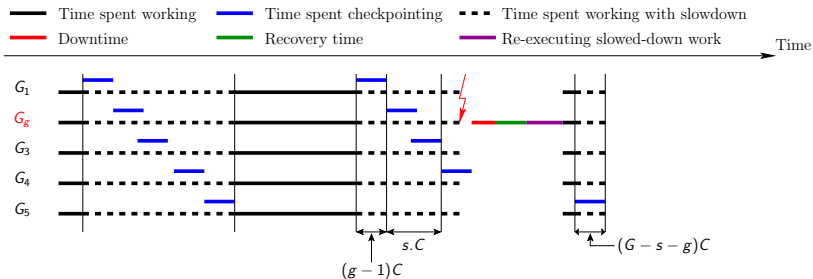 Time spent working Time spent checkpointing Time spent working with slowdown
Downtime Recovery time Re-executing slowed-down work
Time
G₁
G_g
G₃
G₄
G₅
s.C
(g − 1)C
(G − s − g)C